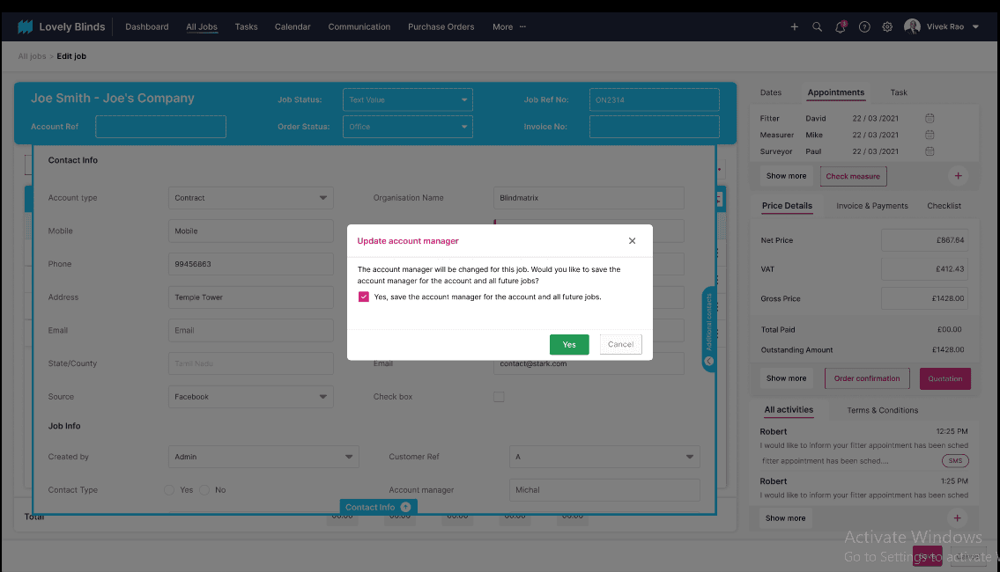 Lovely Blinds
Dashboard
All Jobs
Tasks
Calendar
Communication
Purchase Orders
More ...
3
Vivek Rao
All jobs > Edit job
Joe Smith - Joe's Company
Job Status:
Text Value
Job Ref No:
ON2314
Account Ref
Order Status:
Office
Invoice No:
Contact Info
Account type
Contract
Organisation Name
Blindmatrix
Mobile
Mobile
Phone
99456863
Address
Temple Tower
Email
Email
State/County
Tamil Nadu
Email
contact@stark.com
Source
Facebook
Check box
Job Info
Created by
Admin
Customer Ref
A
Contact Type
Yes
No
Account manager
Michal
Contact Info
Total
Additional contacts
Update account manager
The account manager will be changed for this job. Would you like to save the
account manager for the account and all future jobs?
Yes, save the account manager for the account and all future jobs.
Yes
Cancel
Dates
Appointments
Task
Fitter David 22 / 03 /2021
Measurer Mike 22 / 03 /2021
Surveyor Paul 22 / 03 /2021
Show more
Check measure
Price Details
Invoice & Payments
Checklist
Net Price £867.64
VAT £412.43
Gross Price £1428.00
Total Paid £00.00
Outstanding Amount £1428.00
Show more
Order confirmation
Quotation
All activities
Terms & Conditions
Robert 12:25 PM
I would like to inform your fitter appointment has been sched
fitter appointment has been sched....
SMS
Robert 1:25 PM
I would like to inform your fitter appointment has been sched
Show more
Activate Windows
Go to Settings to activate W